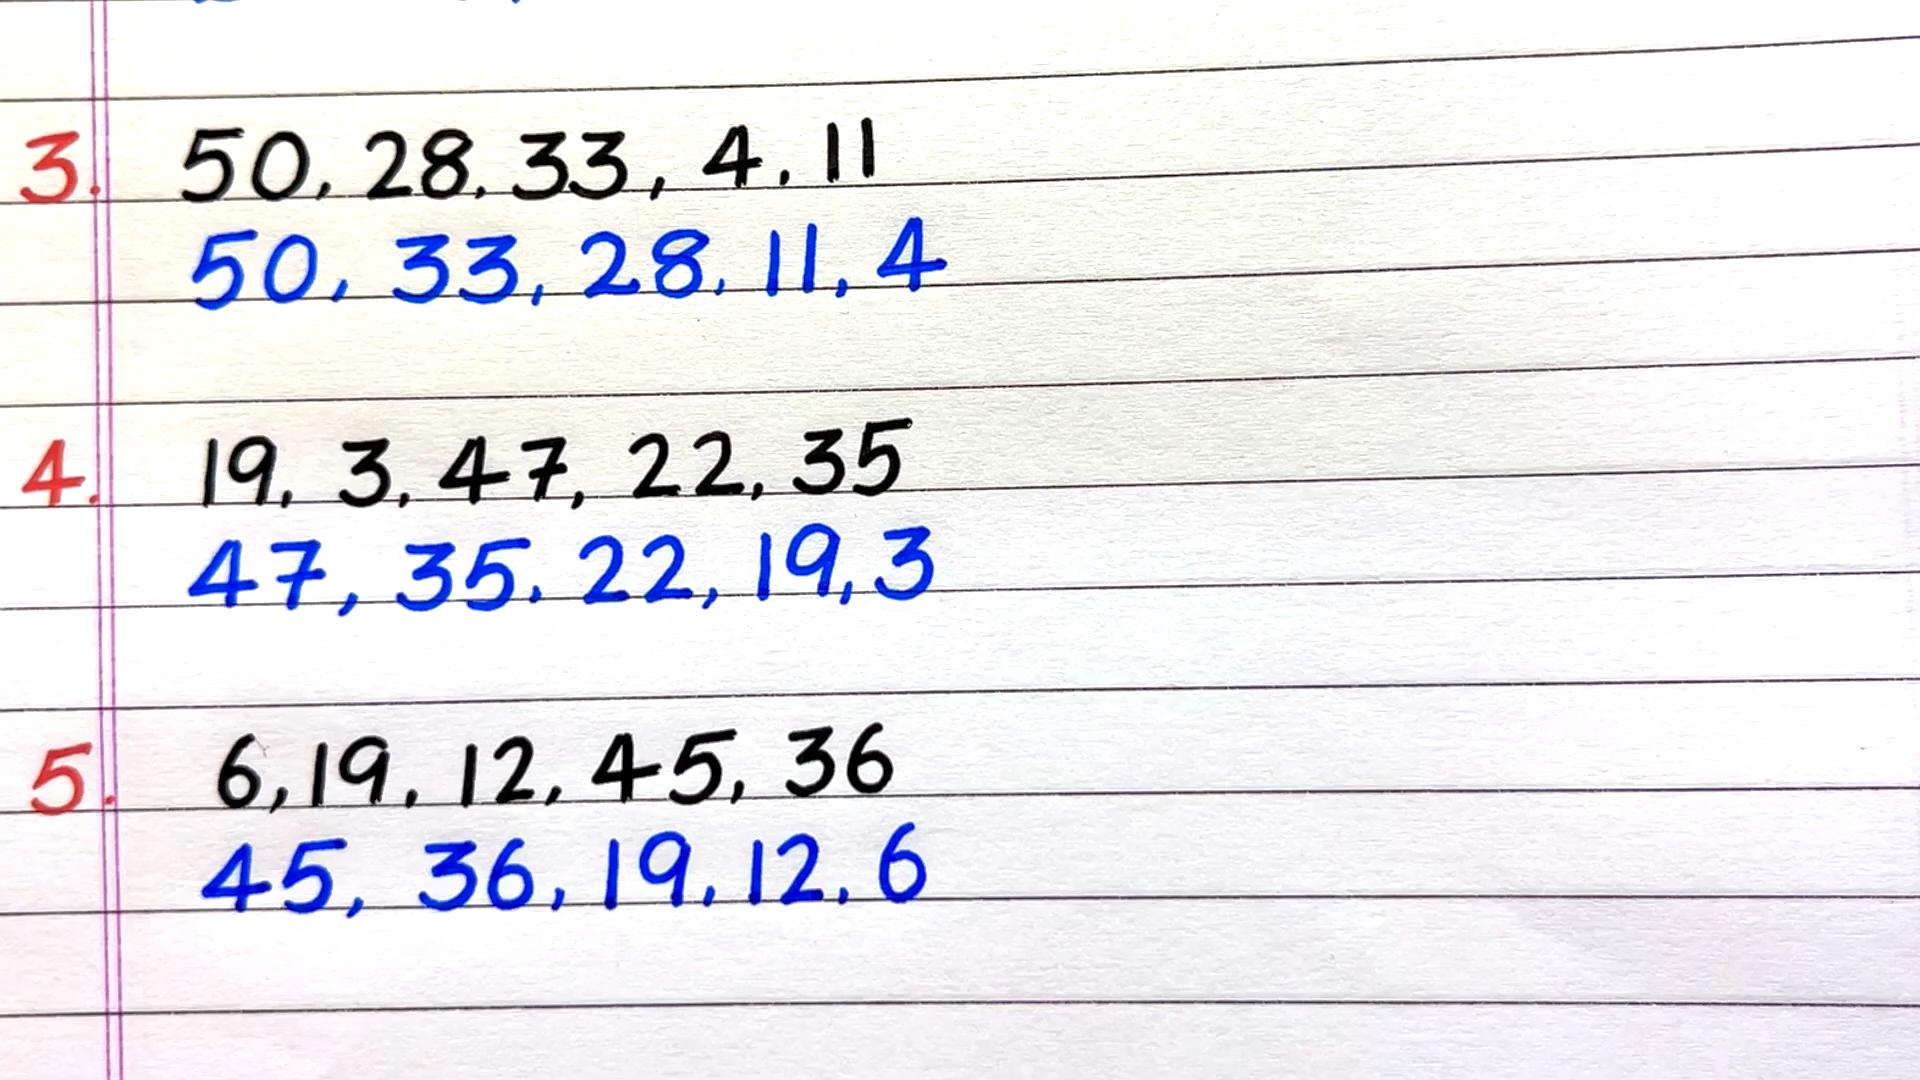 3. 50, 28, 33, 4, 11
50, 33, 28, 11, 4
4. 19, 3, 47, 22, 35
47, 35, 22, 19, 3
5. 6, 19, 12, 45, 36
45, 36, 19, 12, 6